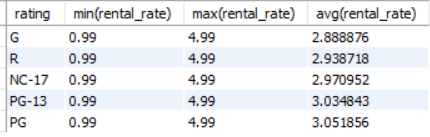 rating min(rental_rate) max(rental_rate) avg(rental_rate)
G 0.99 4.99 2.888876
R 0.99 4.99 2.938718
NC-17 0.99 4.99 2.970952
PG-13 0.99 4.99 3.034843
PG 0.99 4.99 3.051856